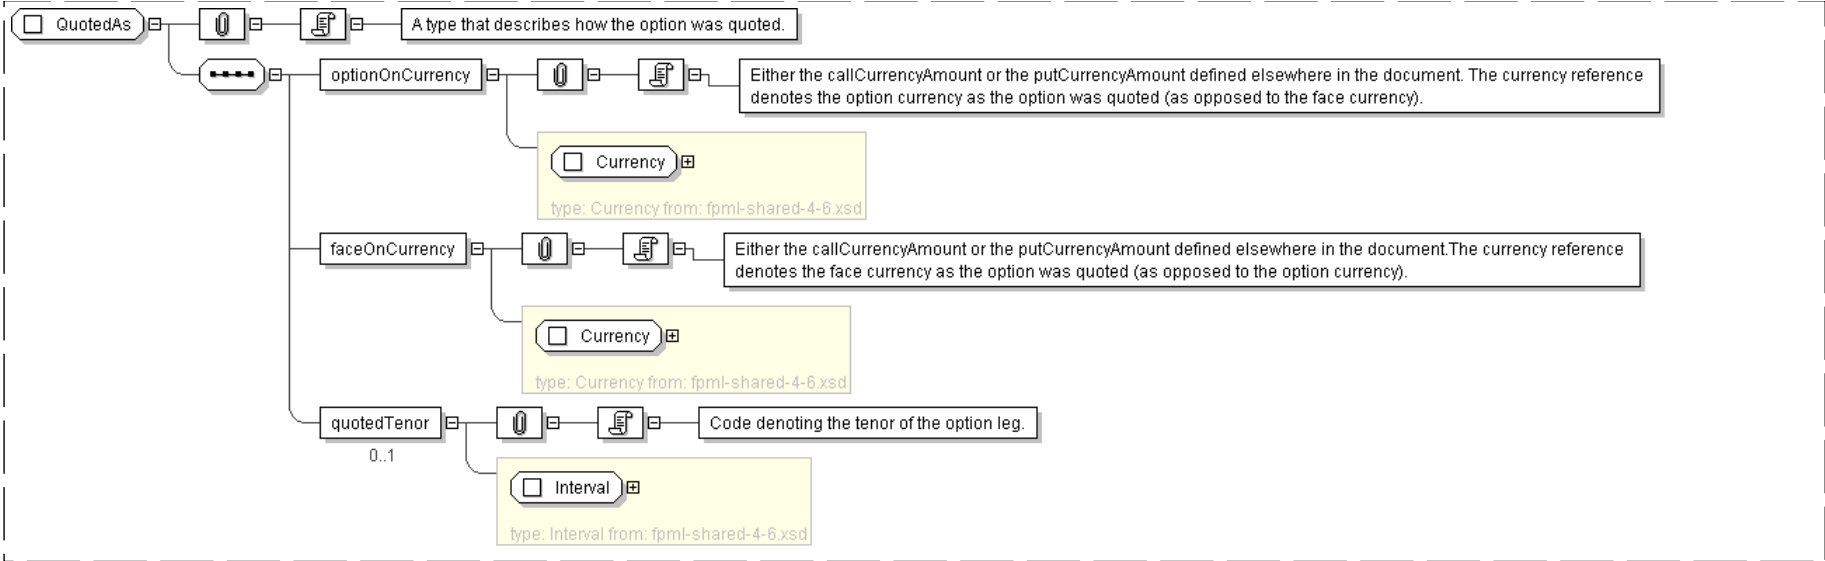 QuotedAs
A type that describes how the option was quoted.
optionOnCurrency
Either the callCurrencyAmount or the putCurrencyAmount defined elsewhere in the document. The currency reference
denotes the option currency as the option was quoted (as opposed to the face currency).
Currency
type: Currency from: fpml-shared-4-6.xsd
faceOnCurrency
Either the callCurrencyAmount or the putCurrencyAmount defined elsewhere in the document.The currency reference
denotes the face currency as the option was quoted (as opposed to the option currency).
Currency
type: Currency from: fpml-shared-4-6.xsd
quotedTenor
Code denoting the tenor of the option leg.
0..1
Interval
type: Interval from: fpml-shared-4-6.xsd